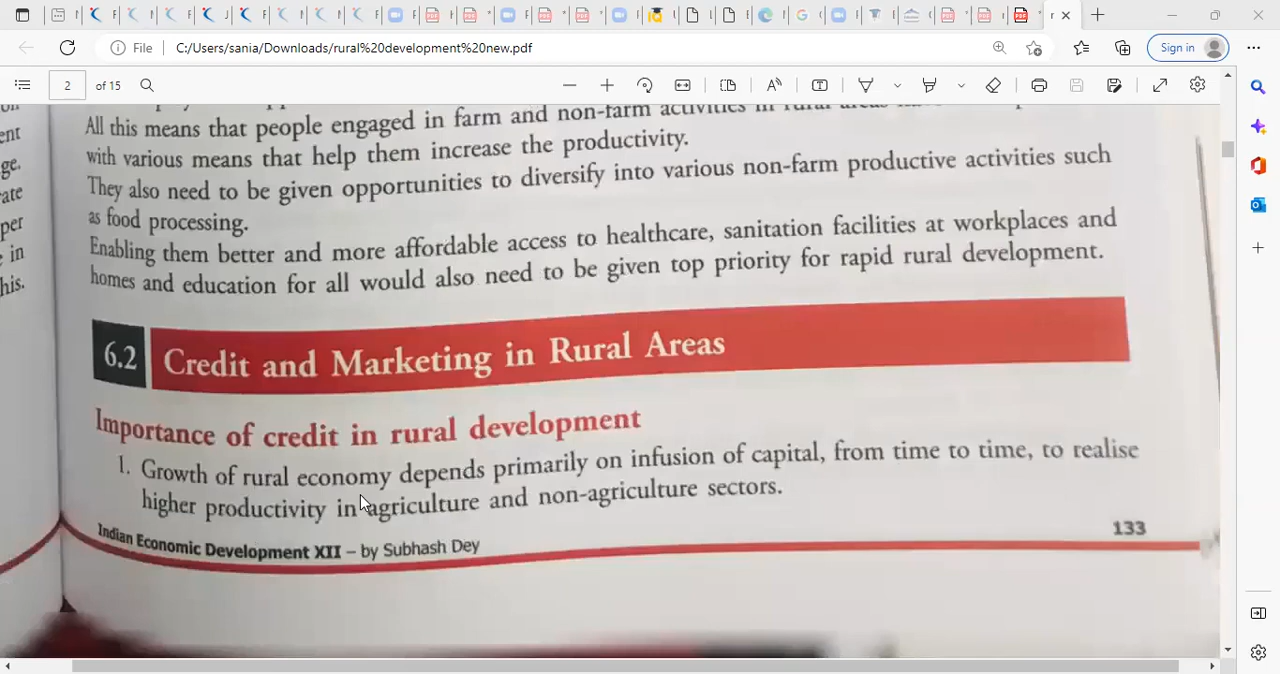 File C:/Users/sania/Downloads/rural%20development%20new.pdf Sign in
2 of 15
ent
ge.
per
in
his.
All this means that people engaged in farm and non-farm activities in rural areas
with various means that help them increase the productivity.
They also need to be given opportunities to diversify into various non-farm productive activities such
as food processing.
Enabling them better and more affordable access to healthcare, sanitation facilities at workplaces and
homes and education for all would also need to be given top priority for rapid rural development.
6.2 Credit and Marketing in Rural Areas
Importance of credit in rural development
1. Growth of rural economy depends primarily on infusion of capital, from time to time, to realise
higher productivity in agriculture and non-agriculture sectors.
133
Indian Economic Development XII – by Subhash Dey